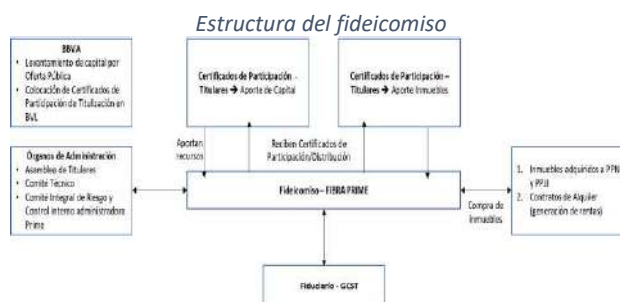 Estructura del fideicomiso
BBVA
• Levantamiento de capital por
Oferta Pública
• Colocación de Certificados de
Participación de Titulización en
BVL
Certificados de Participación -
Titulares → Aporte de Capital
Certificados de Participación –
Titulares → Aporte Inmuebles
Aportan
recursos
Reciben Certificados de
Participación/Distribución
Órganos de Administración
• Asamblea de Titulares
• Comité Técnico
• Comité Integral de Riesgo y
Control interno administradora
Prime
Fideicomiso – FIBRA PRIME
Compra de
inmuebles
1. Inmuebles adquiridos a PPNN
y PPJJ
2. Contratos de Alquiler
(generación de rentas)
Fiduciario - GCST